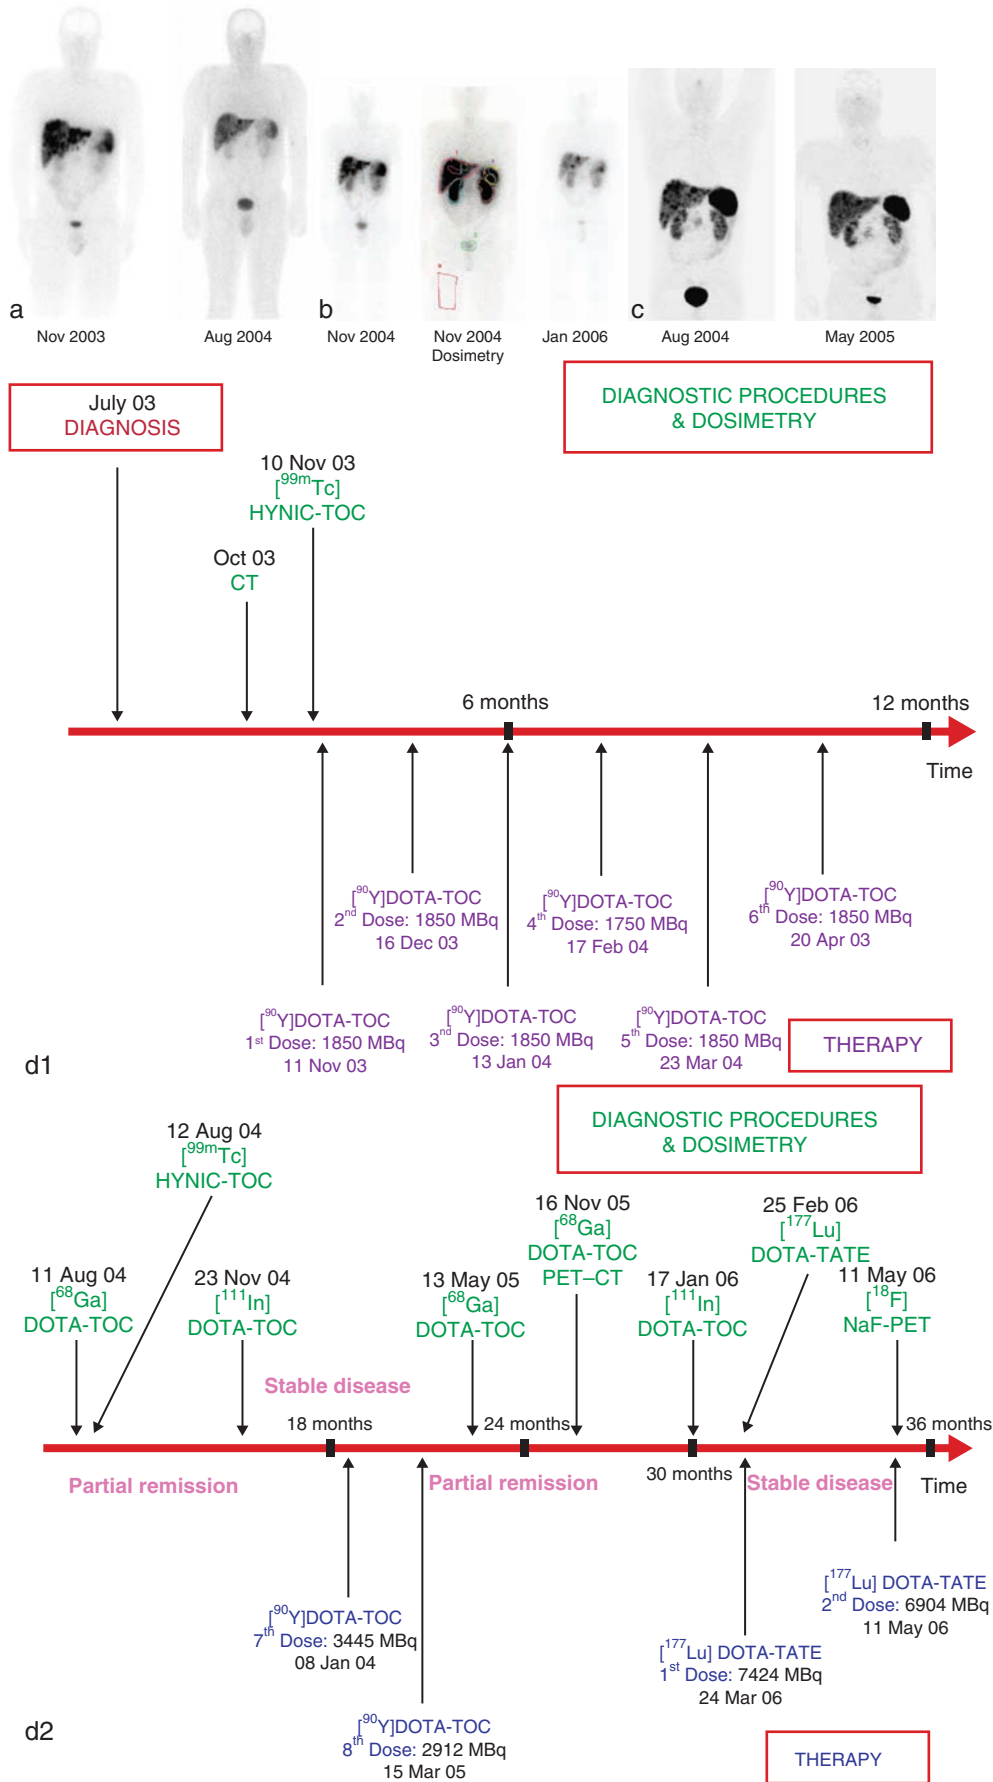 a
Nov 2003
Aug 2004
b
Nov 2004
Nov 2004
Dosimetry
Jan 2006
c
Aug 2004
May 2005
July 03
DIAGNOSIS
DIAGNOSTIC PROCEDURES
& DOSIMETRY
10 Nov 03
[99mTc]
HYNIC-TOC
Oct 03
CT
6 months
12 months
Time
[90Y]DOTA-TOC
2nd Dose: 1850 MBq
16 Dec 03
[90Y]DOTA-TOC
4th Dose: 1750 MBq
17 Feb 04
[90Y]DOTA-TOC
6th Dose: 1850 MBq
20 Apr 03
[90Y]DOTA-TOC
1st Dose: 1850 MBq
11 Nov 03
[90Y]DOTA-TOC
3nd Dose: 1850 MBq
13 Jan 04
[90Y]DOTA-TOC
5th Dose: 1850 MBq
23 Mar 04
THERAPY
d1
DIAGNOSTIC PROCEDURES
& DOSIMETRY
12 Aug 04
[99mTc]
HYNIC-TOC
11 Aug 04
[68Ga]
DOTA-TOC
23 Nov 04
[111In]
DOTA-TOC
13 May 05
[68Ga]
DOTA-TOC
16 Nov 05
[68Ga]
DOTA-TOC
PET–CT
17 Jan 06
[111In]
DOTA-TOC
25 Feb 06
[177Lu]
DOTA-TATE
11 May 06
[18F]
NaF-PET
Stable disease
18 months
24 months
30 months
36 months
Partial remission
Partial remission
Stable disease
Time
[90Y]DOTA-TOC
7th Dose: 3445 MBq
08 Jan 04
[90Y]DOTA-TOC
8th Dose: 2912 MBq
15 Mar 05
[177Lu] DOTA-TATE
1st Dose: 7424 MBq
24 Mar 06
[177Lu] DOTA-TATE
2nd Dose: 6904 MBq
11 May 06
d2
THERAPY